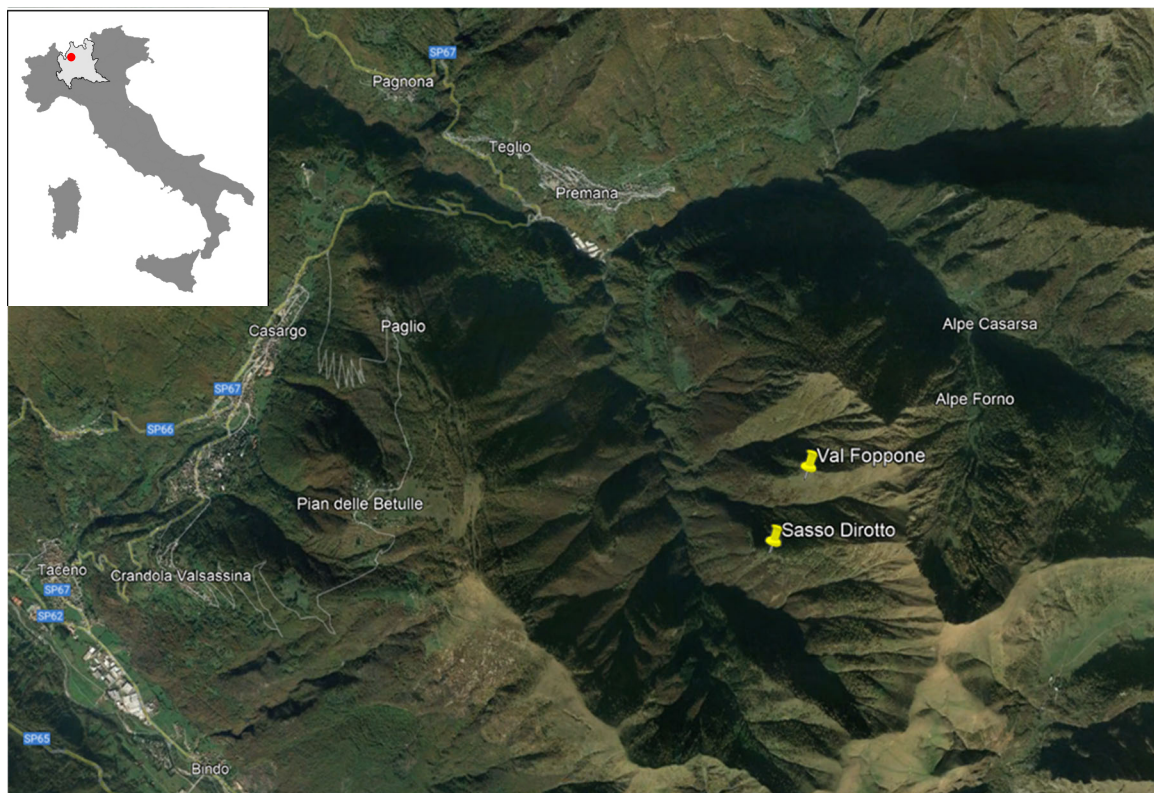 SP67
Pagnona
Teglio
Premana
Casargo
Paglio
Alpe Casarsa
SP67
Alpe Forno
SP66
Val Foppone
Pian delle Betulle
Sasso Dirotto
Taceno
Crandola Valsassina
SP67
SP62
SP65
Bindo